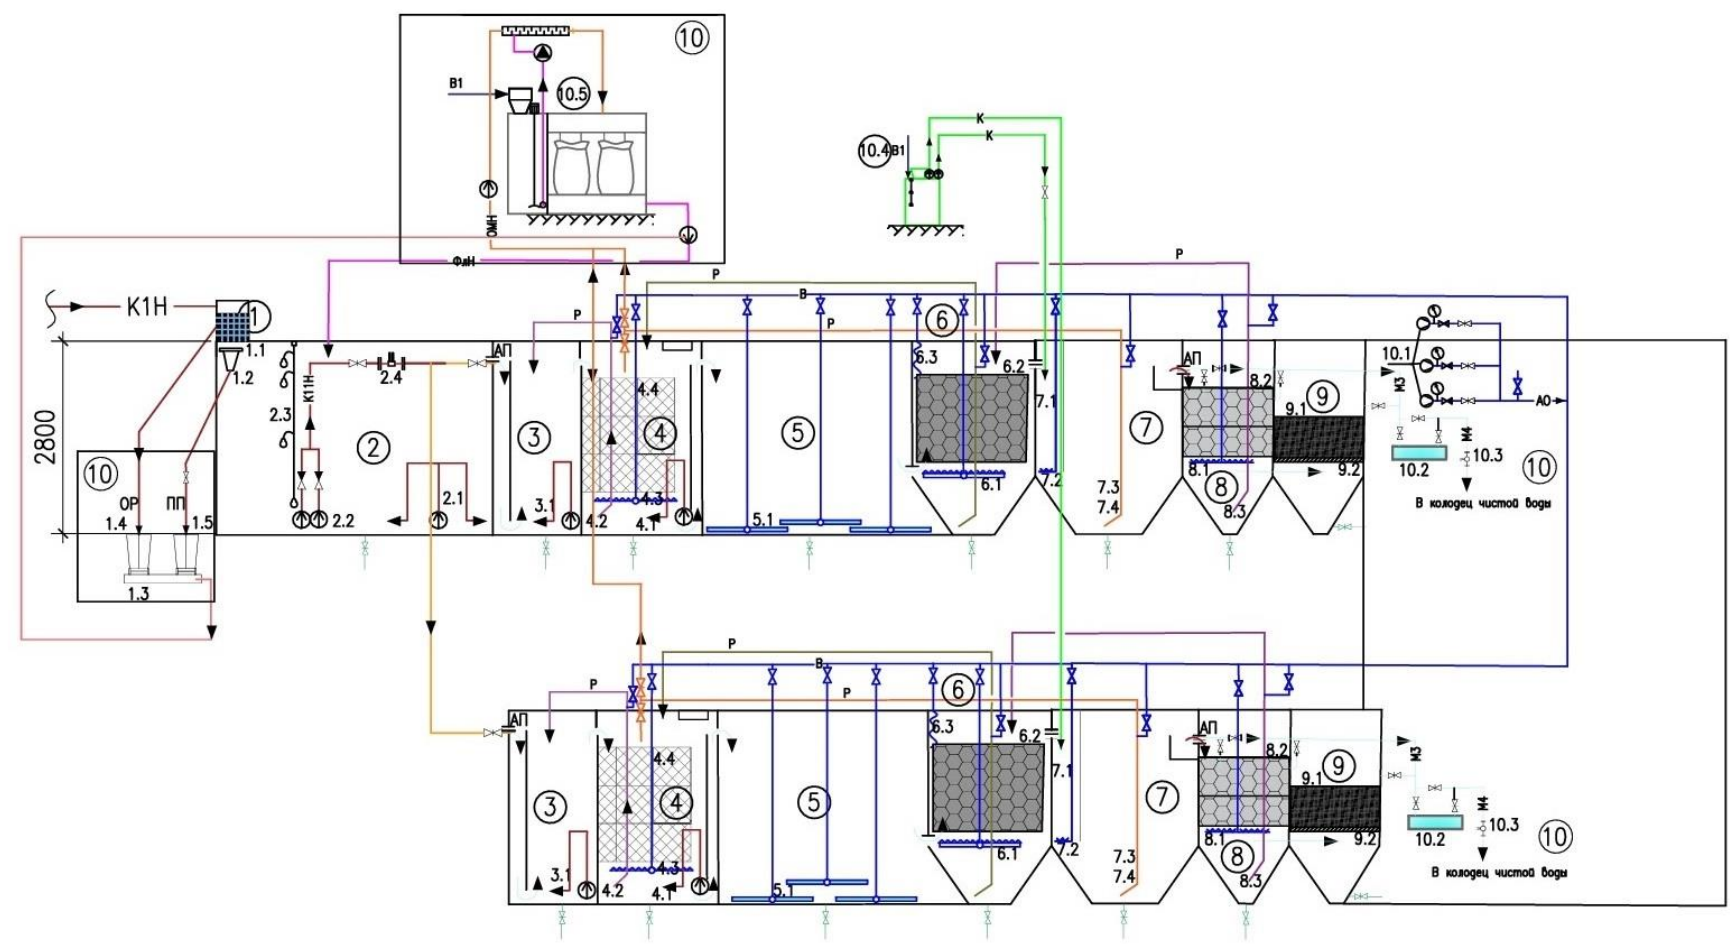 10
В1
10.5
ОМН
ФлН
К
К
10.4
В1
Р
Р
К1Н
1
В
6
Р
Р
1.1
1.2
АП
6.3
6.2
АП
8.2
10.1
М3
АО
2.4
К1Н
2.3
4.4
7.1
9
9.1
2800
2
3
4
5
7
М4
10.3
10.2
10
10
7.2
6.1
7.3
7.4
8.1
8
8.3
9.2
В колодец чистой воды
ОР
ПП
1.4
1.5
2.2
2.1
3.1
4.2
4.3
4.1
5.1
1.3
Р
В
6
Р
Р
АП
6.3
6.2
АП
8.2
М3
4.4
7.1
9
9.1
3
4
5
7
М4
10.3
10.2
10
7.2
6.1
7.3
7.4
8.1
8
8.3
9.2
В колодец чистой воды
3.1
4.2
4.3
4.1
5.1